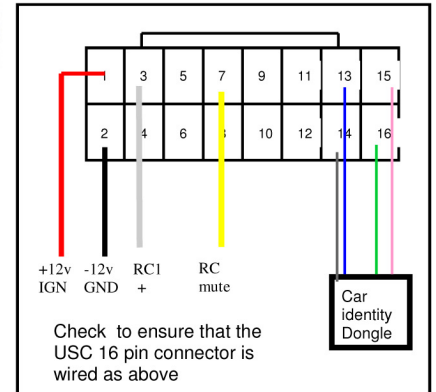 1 3 5 7 9 11 13 15
2 4 6 8 10 12 14 16
+12v -12v RC1 RC
IGN GND + mute
Car
identity
Dongle
Check to ensure that the
USC 16 pin connector is
wired as above